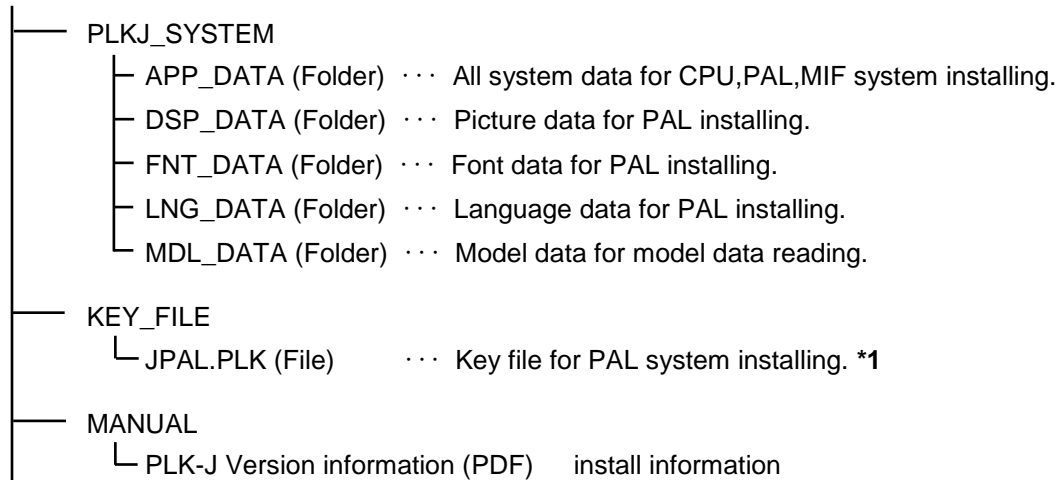 PLKJ_SYSTEM
APP_DATA (Folder) ··· All system data for CPU,PAL,MIF system installing.
DSP_DATA (Folder) ··· Picture data for PAL installing.
FNT_DATA (Folder) ··· Font data for PAL installing.
LNG_DATA (Folder) ··· Language data for PAL installing.
MDL_DATA (Folder) ··· Model data for model data reading.
KEY_FILE
JPAL.PLK (File) ··· Key file for PAL system installing. *1
MANUAL
PLK-J Version information (PDF) install information